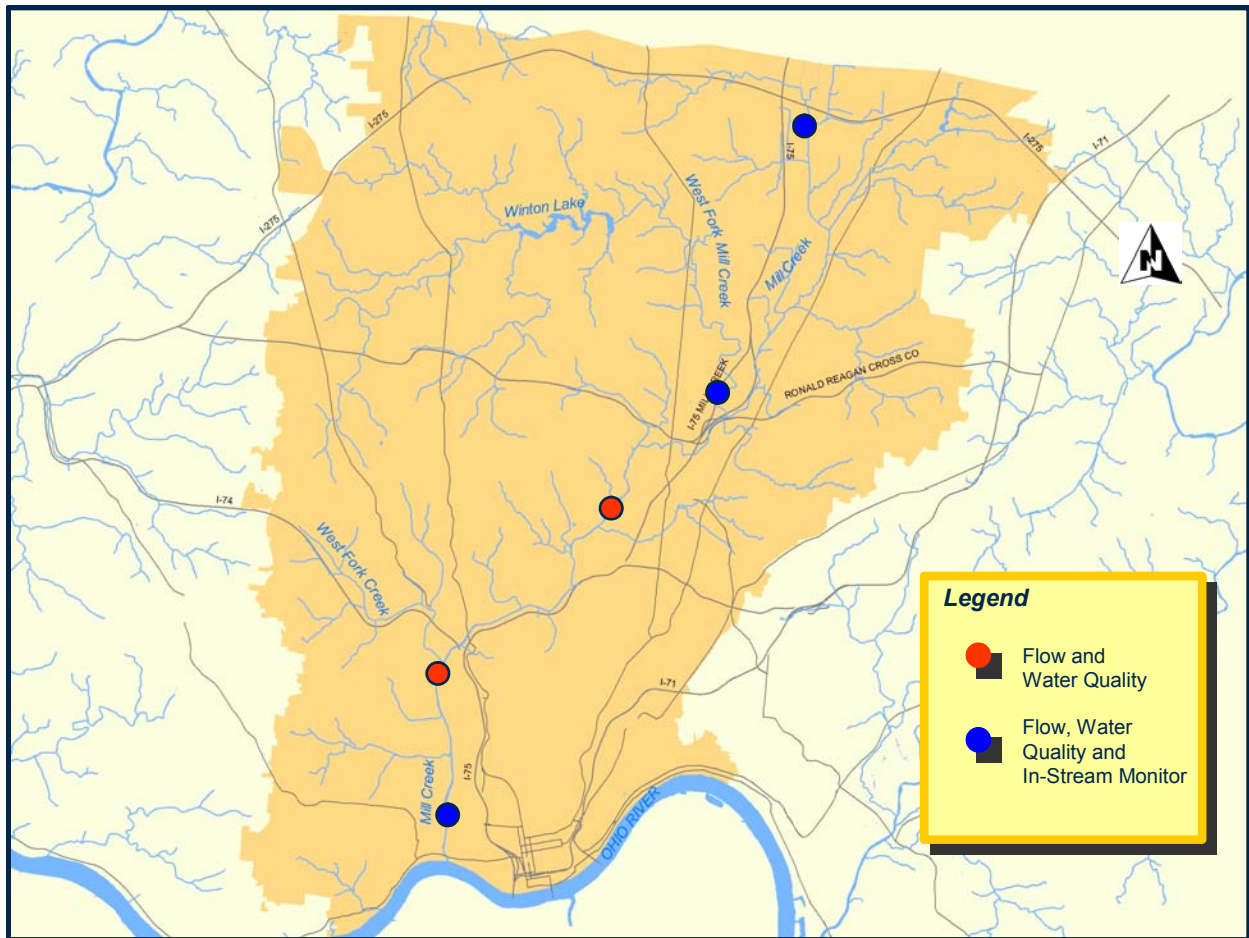 I-275
I-75
I-275
I-71
West Fork Mill Creek
Winton Lake
I-275
Mill Creek
N
RONALD REAGAN CROSS CO
I-75 MILL CREEK
I-74
West Fork Creek
I-71
I-75
Mill Creek
OHIO RIVER
Legend
Flow and
Water Quality
Flow, Water
Quality and
In-Stream Monitor